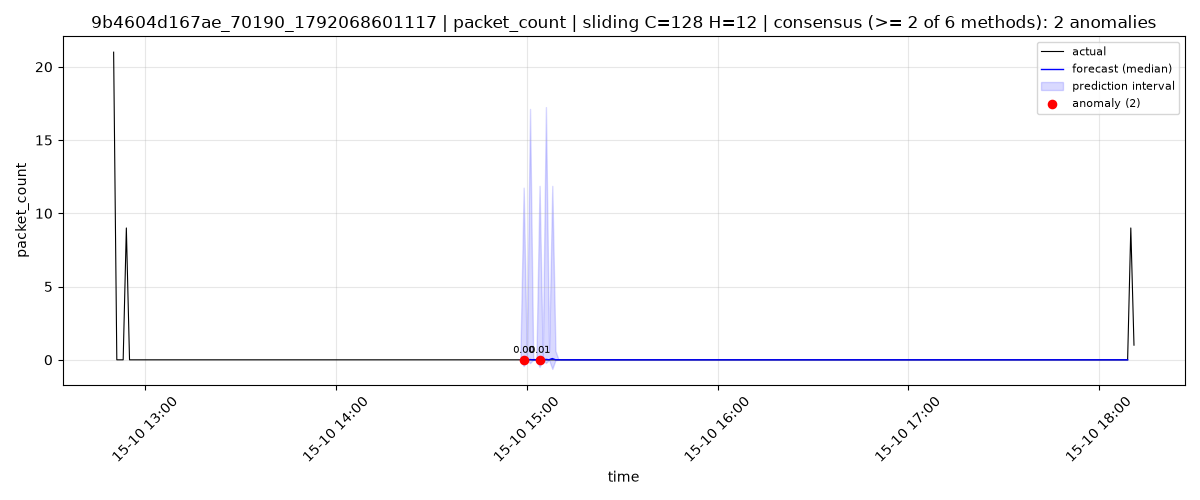 9b4604d167ae_70190_1792068601117 | packet_count | sliding C=128 H=12 | consensus (>= 2 of 6 methods): 2 anomalies
actual
forecast (median)
prediction interval
anomaly (2)
packet_count
20
15
10
5
0
0.00
0.01
15-10 13:00
15-10 14:00
15-10 15:00
15-10 16:00
15-10 17:00
15-10 18:00
time